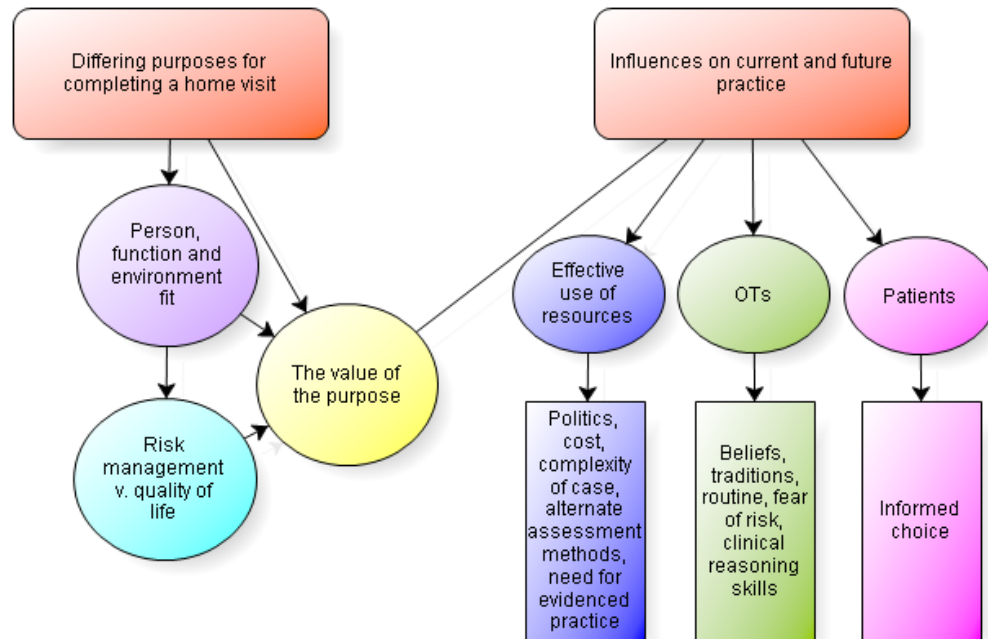 Differing purposes for
completing a home visit
Influences on current and future
practice
Person,
function and
environment
fit
Effective
use of
resources
OTs
Patients
The value of
the purpose
Risk
management
v. quality of
life
Politics,
cost,
complexity
of case,
alternate
assessment
methods,
need for
evidenced
practice
Beliefs,
traditions,
routine, fear
of risk,
clinical
reasoning
skills
Informed
choice